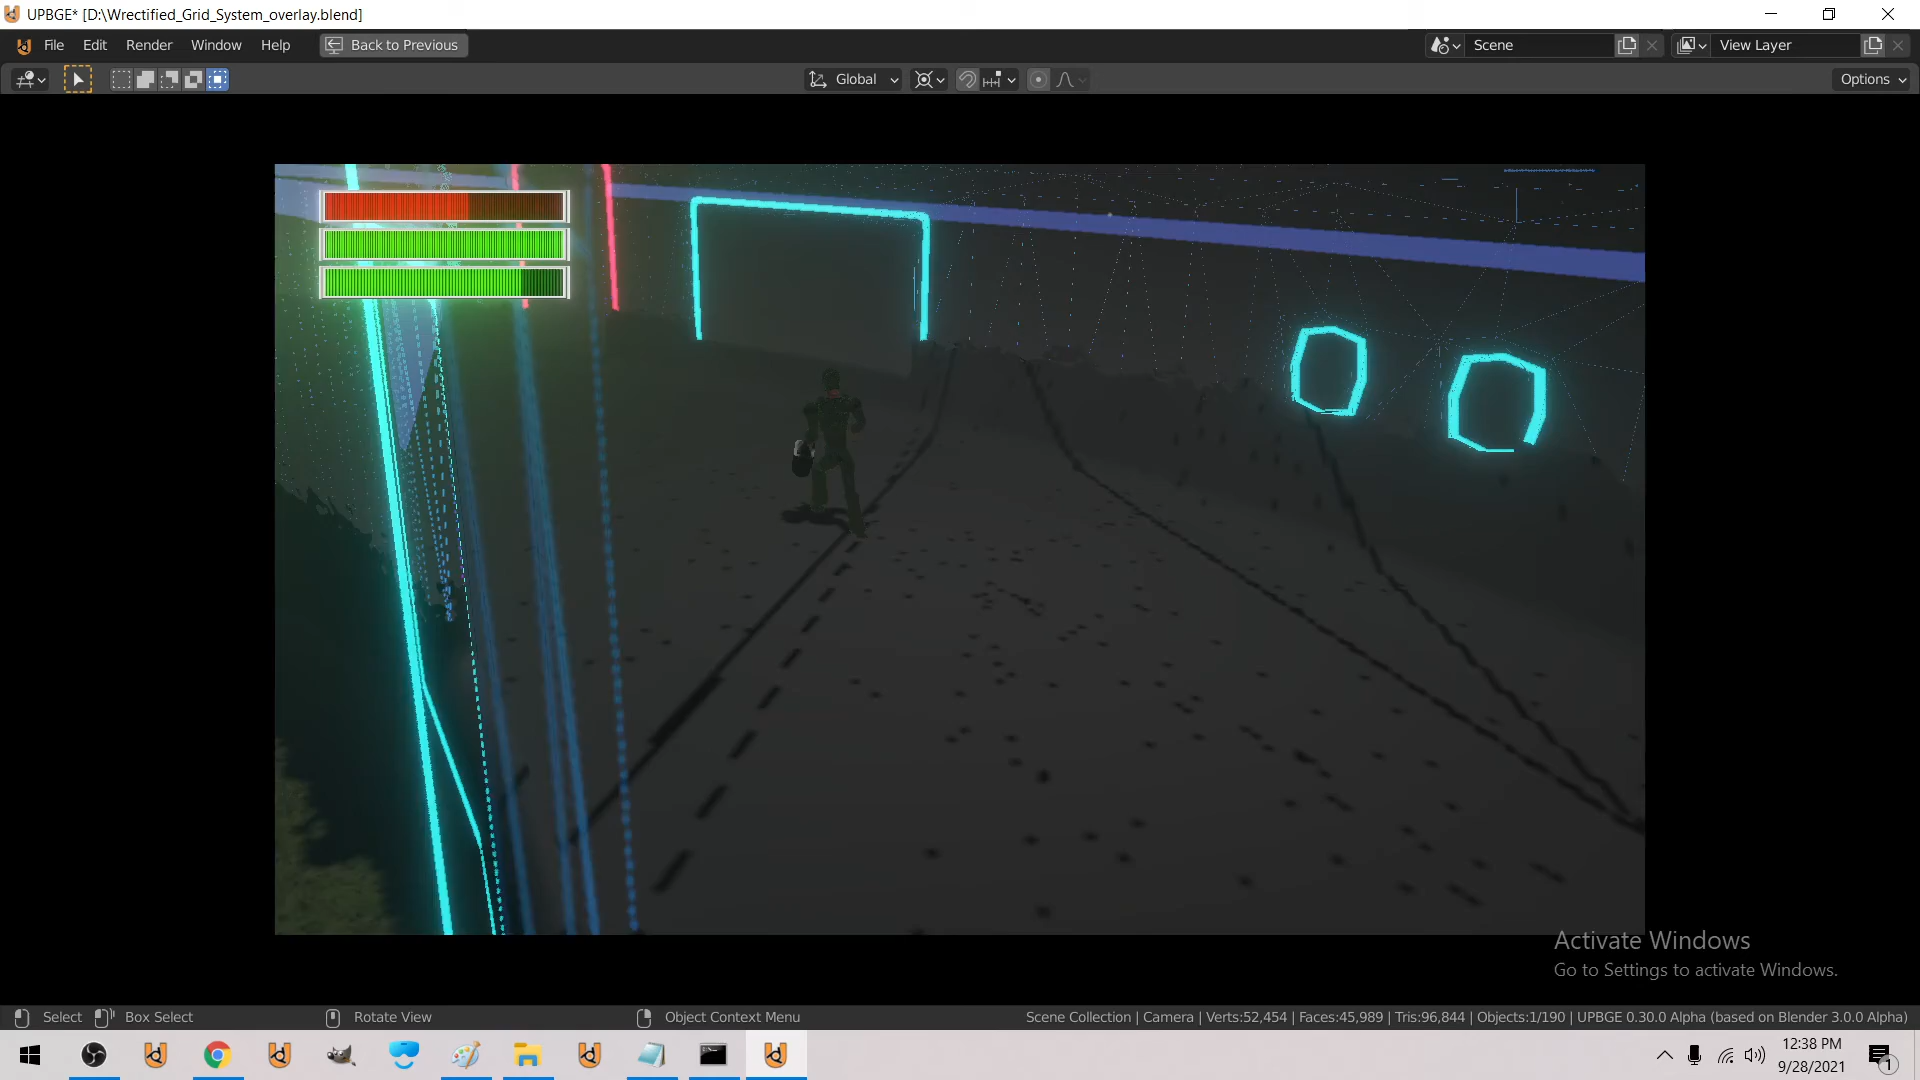 UPBGE* [D:\Wrectified_Grid_System_overlay.blend]
File Edit Render Window Help Back to Previous Scene View Layer
Global Options
Activate Windows
Go to Settings to activate Windows.
Select Box Select Rotate View Object Context Menu Scene Collection | Camera | Verts:52,454 | Faces:45,989 | Tris:96,844 | Objects:1/190 | UPBGE 0.30.0 Alpha (based on Blender 3.0.0 Alpha)
12:38 PM
9/28/2021
1